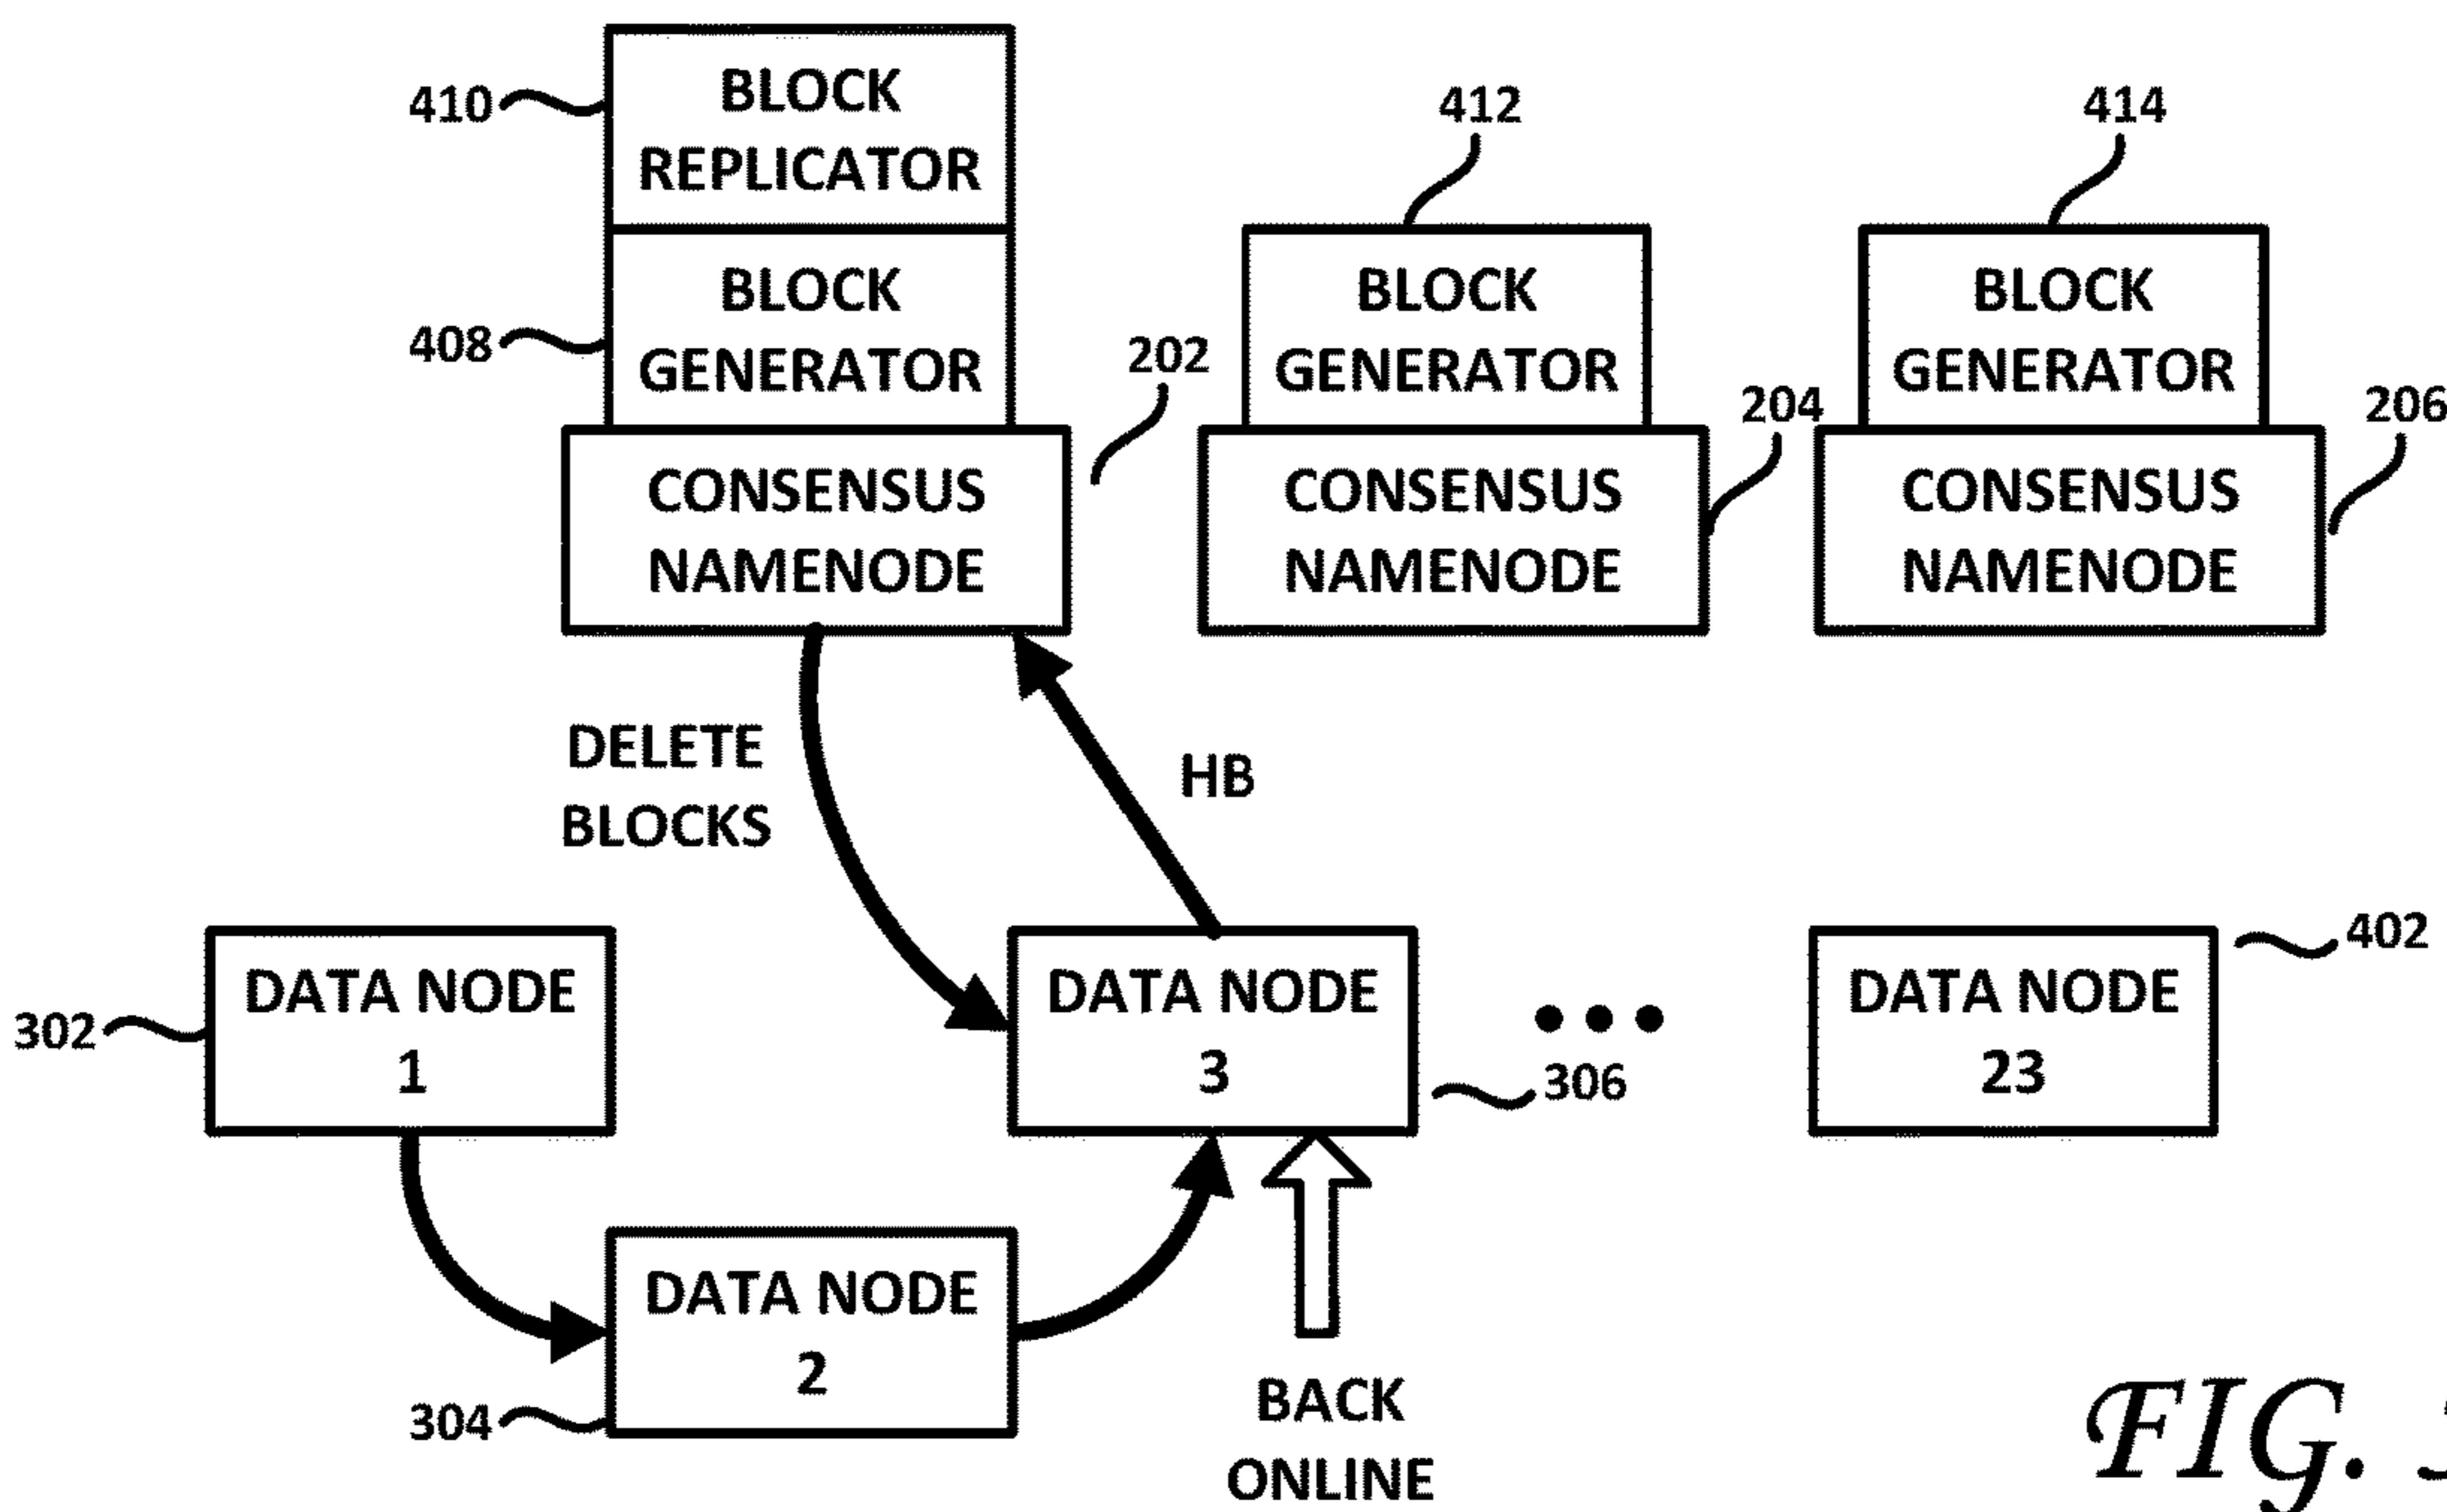 410
BLOCK
REPLICATOR
408
BLOCK
GENERATOR
202
CONSENSUS
NAMENODE
412
BLOCK
GENERATOR
204
CONSENSUS
NAMENODE
414
BLOCK
GENERATOR
206
CONSENSUS
NAMENODE
DELETE
BLOCKS
HB
302
DATA NODE
1
DATA NODE
3
306
DATA NODE
23
402
304
DATA NODE
2
BACK
ONLINE
FIG.